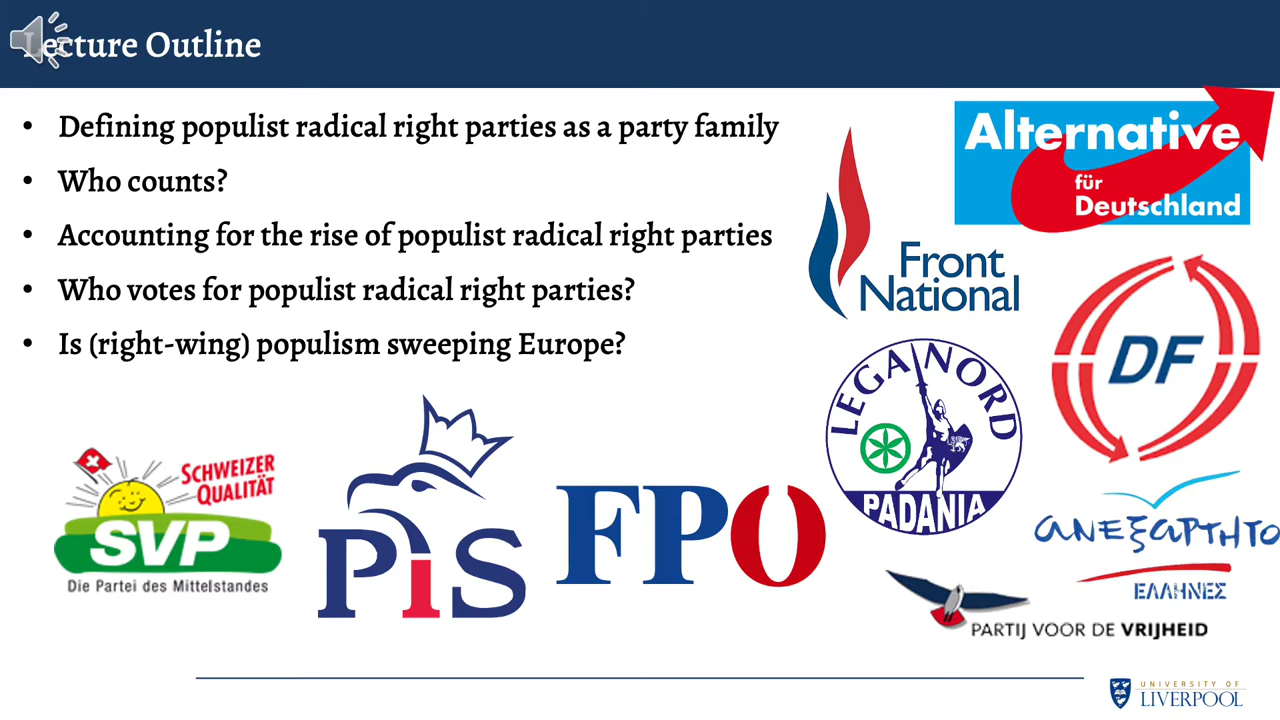 Lecture Outline
• Defining populist radical right parties as a party family
• Who counts?
• Accounting for the rise of populist radical right parties
• Who votes for populist radical right parties?
• Is (right-wing) populism sweeping Europe?
Alternative
für
Deutschland
Front
National
DF
LEGA NORD
PADANIA
SCHWEIZER
QUALITÄT
SVP
Die Partei des Mittelstandes
PiS
FPO
ανεξαρτητο
ΕΛΛΗΝΕΣ
PARTIJ VOOR DE VRIJHEID
UNIVERSITY OF
LIVERPOOL